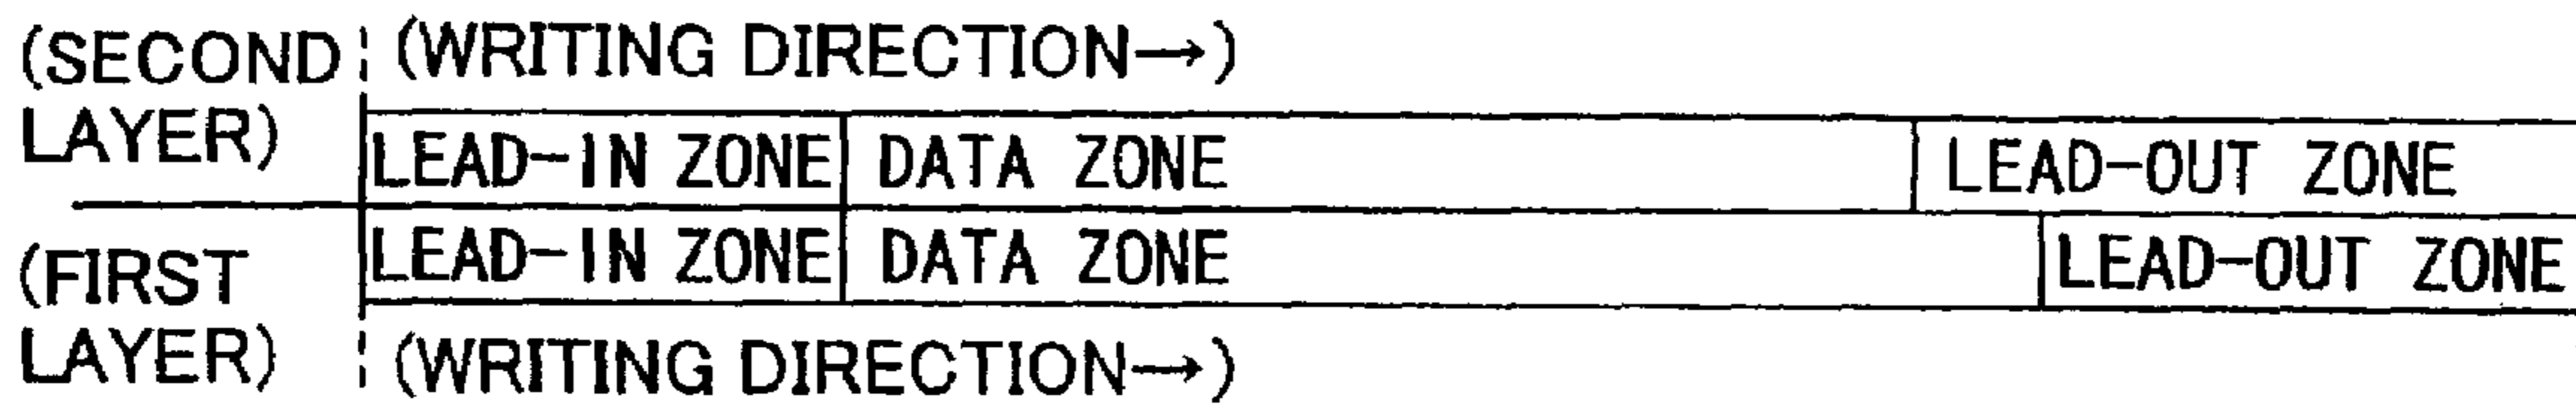 (SECOND LAYER) (WRITING DIRECTION→)
LEAD-IN ZONE DATA ZONE LEAD-OUT ZONE
LEAD-IN ZONE DATA ZONE LEAD-OUT ZONE
(FIRST LAYER) (WRITING DIRECTION→)